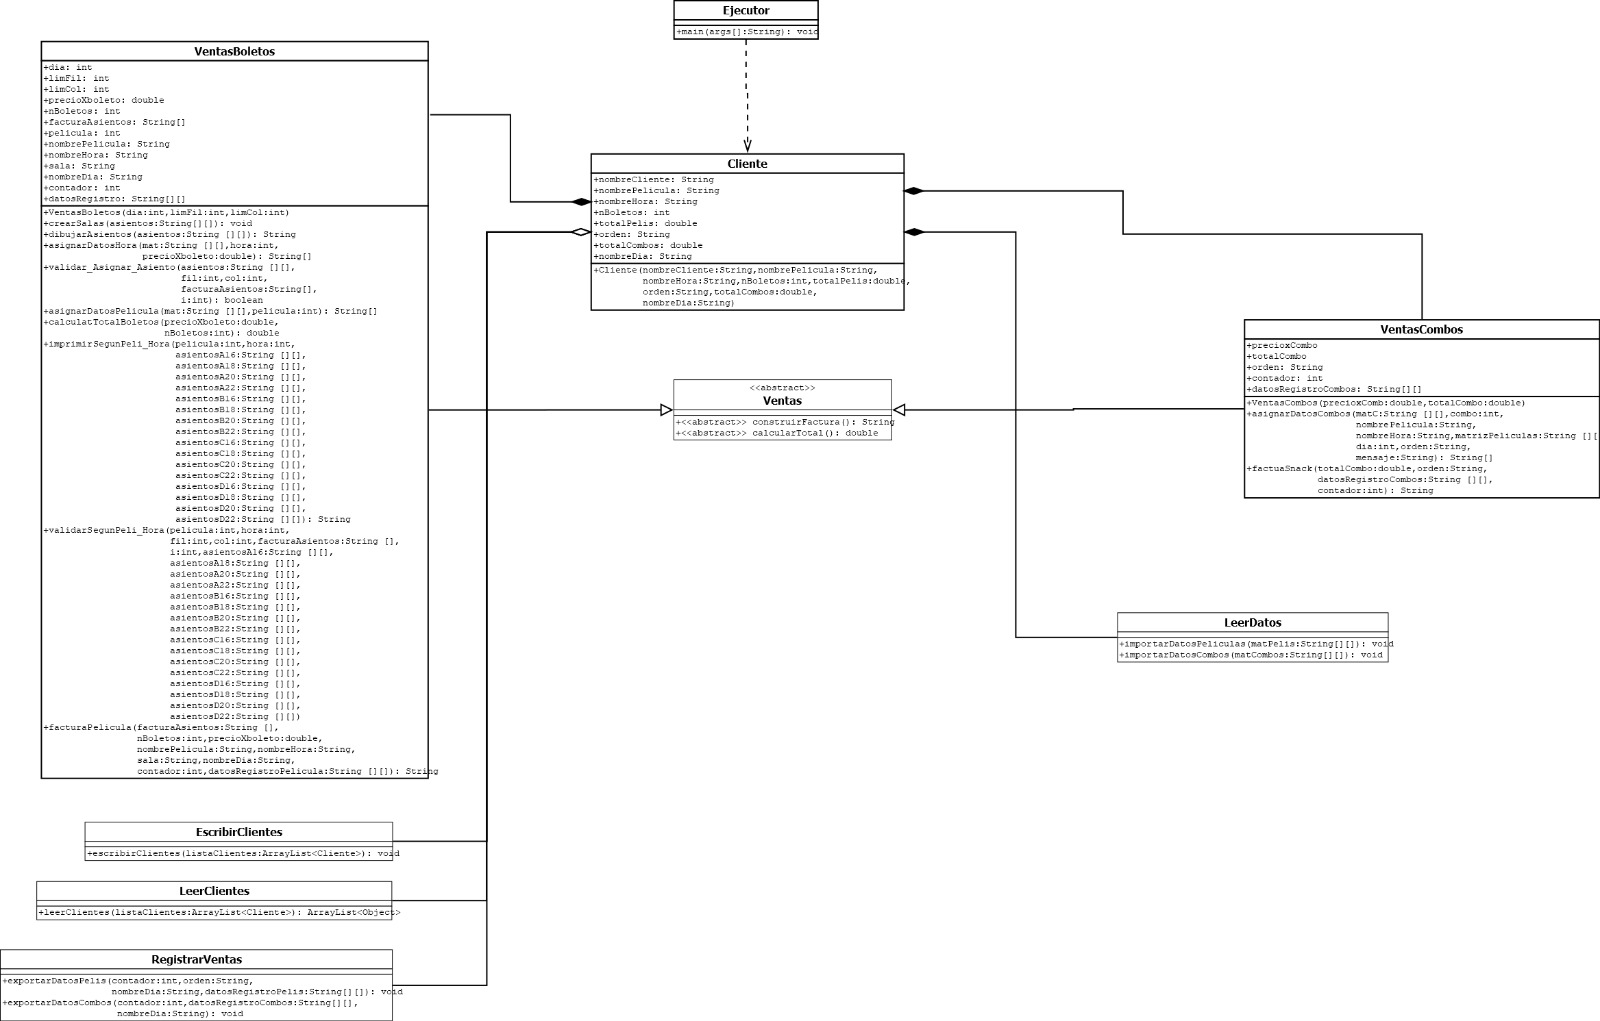 Ejecutor
+main(args[]:String): void
VentasBoletos
+dia: int
+limFil: int
+limCol: int
+precioXboleto: double
+nBoletos: int
+facturaAsientos: String[]
+pelicula: int
+nombrePelicula: String
+nombreHora: String
+sala: String
+nombreDia: String
+contador: int
+datosRegistro: String[][]
+VentasBoletos(dia:int,limFil:int,limCol:int)
+crearSalas(asientos:String[][]): void
+dibujarAsientos(asientos:String [][]): String
+asignarDatosHora(mat:String [][],hora:int,
precioXboleto:double): String[]
+validar_Asignar_Asiento(asientos:String [][],
fil:int,col:int,
facturaAsientos:String[],
i:int): boolean
+asignarDatosPelicula(mat:String [][],pelicula:int): String[]
+calculatTotalBoletos(precioXboleto:double,
nBoletos:int): double
+imprimirSegunPeli_Hora(pelicula:int,hora:int,
asientosA16:String [][],
asientosA18:String [][],
asientosA20:String [][],
asientosA22:String [][],
asientosB16:String [][],
asientosB18:String [][],
asientosB20:String [][],
asientosB22:String [][],
asientosC16:String [][],
asientosC18:String [][],
asientosC20:String [][],
asientosC22:String [][],
asientosD16:String [][],
asientosD18:String [][],
asientosD20:String [][],
asientosD22:String [][]): String
+validarSegunPeli_Hora(pelicula:int,hora:int,
fil:int,col:int,facturaAsientos:String [],
i:int,asientosA16:String [][],
asientosA18:String [][],
asientosA20:String [][],
asientosA22:String [][],
asientosB16:String [][],
asientosB18:String [][],
asientosB20:String [][],
asientosB22:String [][],
asientosC16:String [][],
asientosC18:String [][],
asientosC20:String [][],
asientosC22:String [][],
asientosD16:String [][],
asientosD18:String [][],
asientosD20:String [][],
asientosD22:String [][])
+facturaPelicula(facturaAsientos:String [],
nBoletos:int,precioXboleto:double,
nombrePelicula:String,nombreHora:String,
sala:String,nombreDia:String,
contador:int,datosRegistroPelicula:String [][]): String
Cliente
+nombreCliente: String
+nombrePelicula: String
+nombreHora: String
+nBoletos: int
+totalPelis: double
+orden: String
+totalCombos: double
+nombreDia: String
+Cliente(nombreCliente:String,nombrePelicula:String,
nombreHora:String,nBoletos:int,totalPelis:double,
orden:String,totalCombos:double,
nombreDia:String)
<<abstract>>
Ventas
+<<abstract>> construirFactura(): String
+<<abstract>> calcularTotal(): double
VentasCombos
+precioxCombo
+totalCombo
+orden: String
+contador: int
+datosRegistroCombos: String[][]
+VentasCombos(precioxComb:double,totalCombo:double)
+asignarDatosCombos(matC:String [][],combo:int,
nombrePelicula:String,
nombreHora:String,matrizPeliculas:String [][
dia:int,orden:String,
mensaje:String): String[]
+factuaSnack(totalCombo:double,orden:String,
datosRegistroCombos:String [][],
contador:int): String
LeerDatos
+importarDatosPeliculas(matPelis:String[][]): void
+importarDatosCombos(matCombos:String[][]): void
EscribirClientes
+escribirClientes(listaClientes:ArrayList<Cliente>): void
LeerClientes
+leerClientes(listaClientes:ArrayList<Cliente>): ArrayList<Object>
RegistrarVentas
+exportarDatosPelis(contador:int,orden:String,
nombreDia:String,datosRegistroPelis:String[][]): void
+exportarDatosCombos(contador:int,datosRegistroCombos:String[][],
nombreDia:String): void